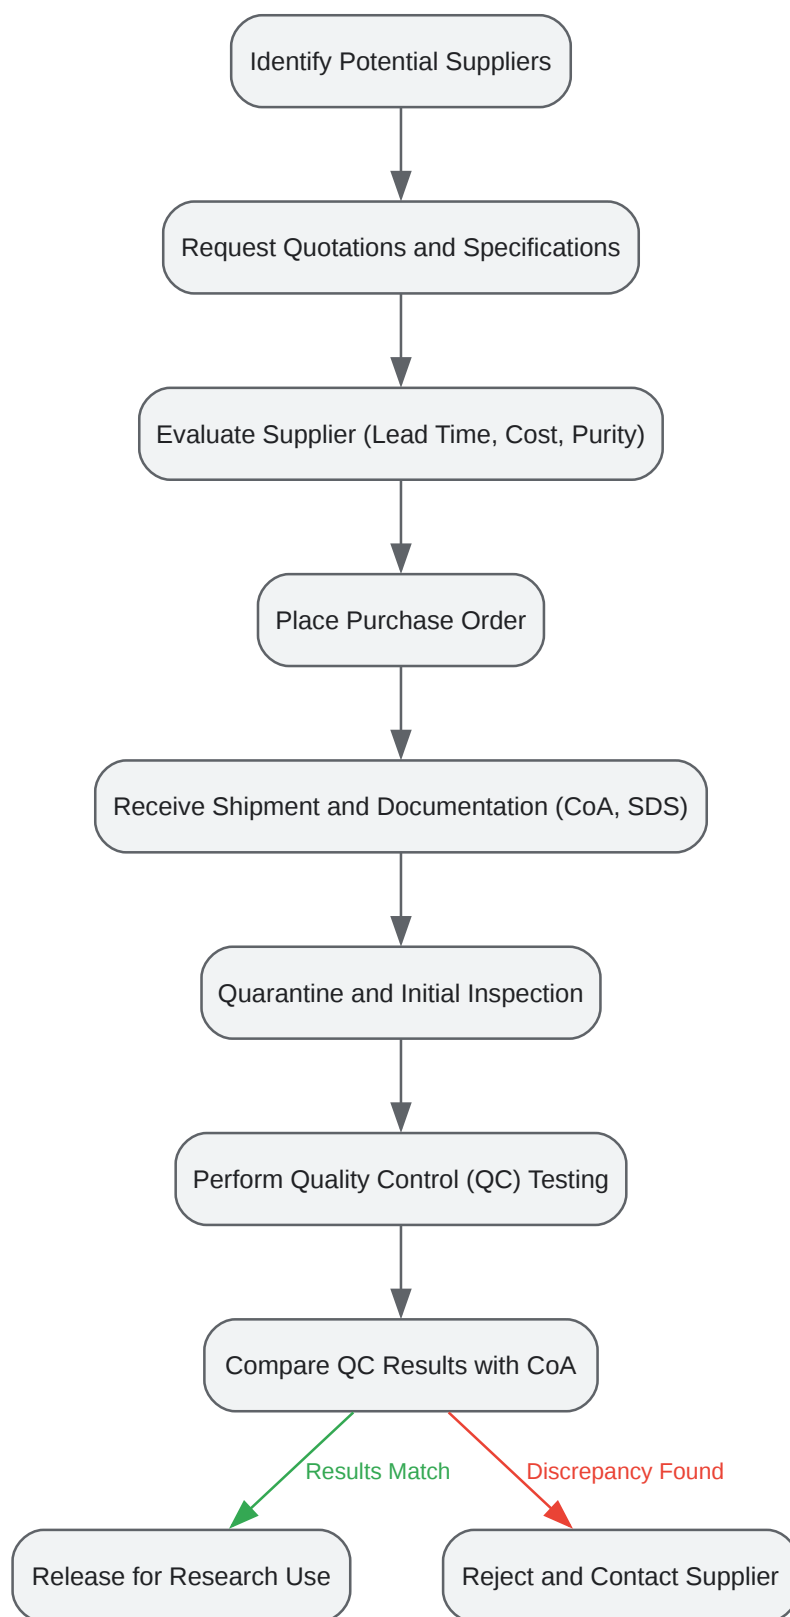 Identify Potential Suppliers
Request Quotations and Specifications
Evaluate Supplier (Lead Time, Cost, Purity)
Place Purchase Order
Receive Shipment and Documentation (CoA, SDS)
Quarantine and Initial Inspection
Perform Quality Control (QC) Testing
Compare QC Results with CoA
Results Match
Discrepancy Found
Release for Research Use
Reject and Contact Supplier